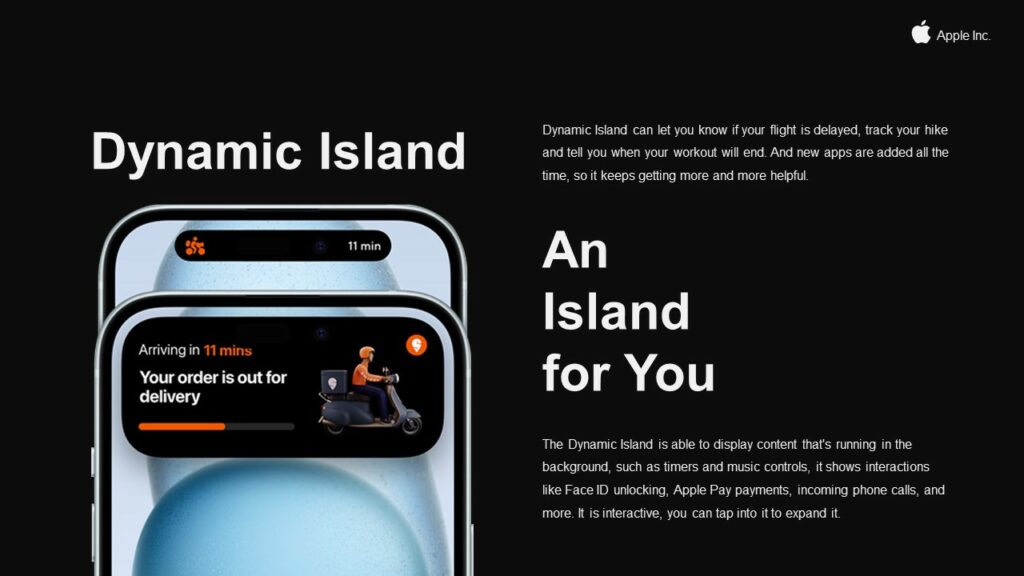 Apple Inc.
Dynamic Island
11 min
Arriving in 11 mins
Your order is out for
delivery
Dynamic Island can let you know if your flight is delayed, track your hike
and tell you when your workout will end. And new apps are added all the
time, so it keeps getting more and more helpful.
An
Island
for You
The Dynamic Island is able to display content that's running in the
background, such as timers and music controls, it shows interactions
like Face ID unlocking, Apple Pay payments, incoming phone calls, and
more. It is interactive, you can tap into it to expand it.